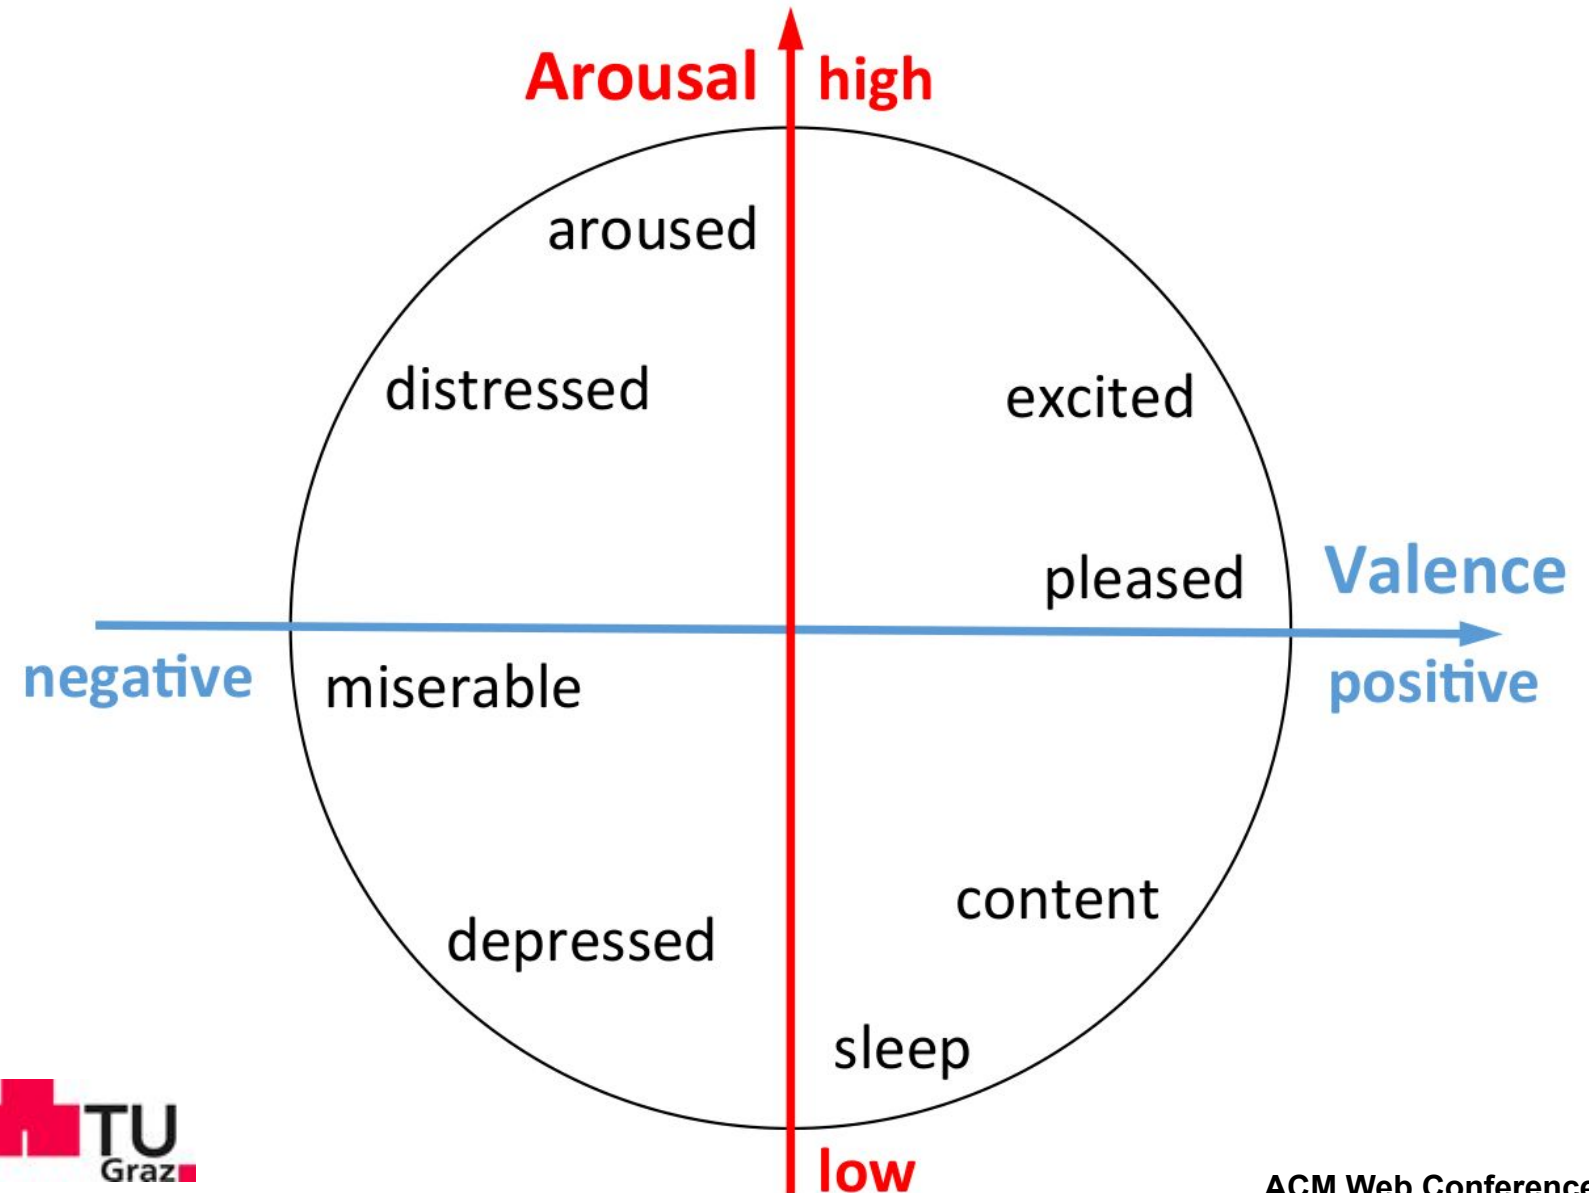 Arousal high
aroused
distressed
excited
pleased
Valence
negative
miserable
positive
content
depressed
sleep
TU
Graz
low
ACM Web Conference